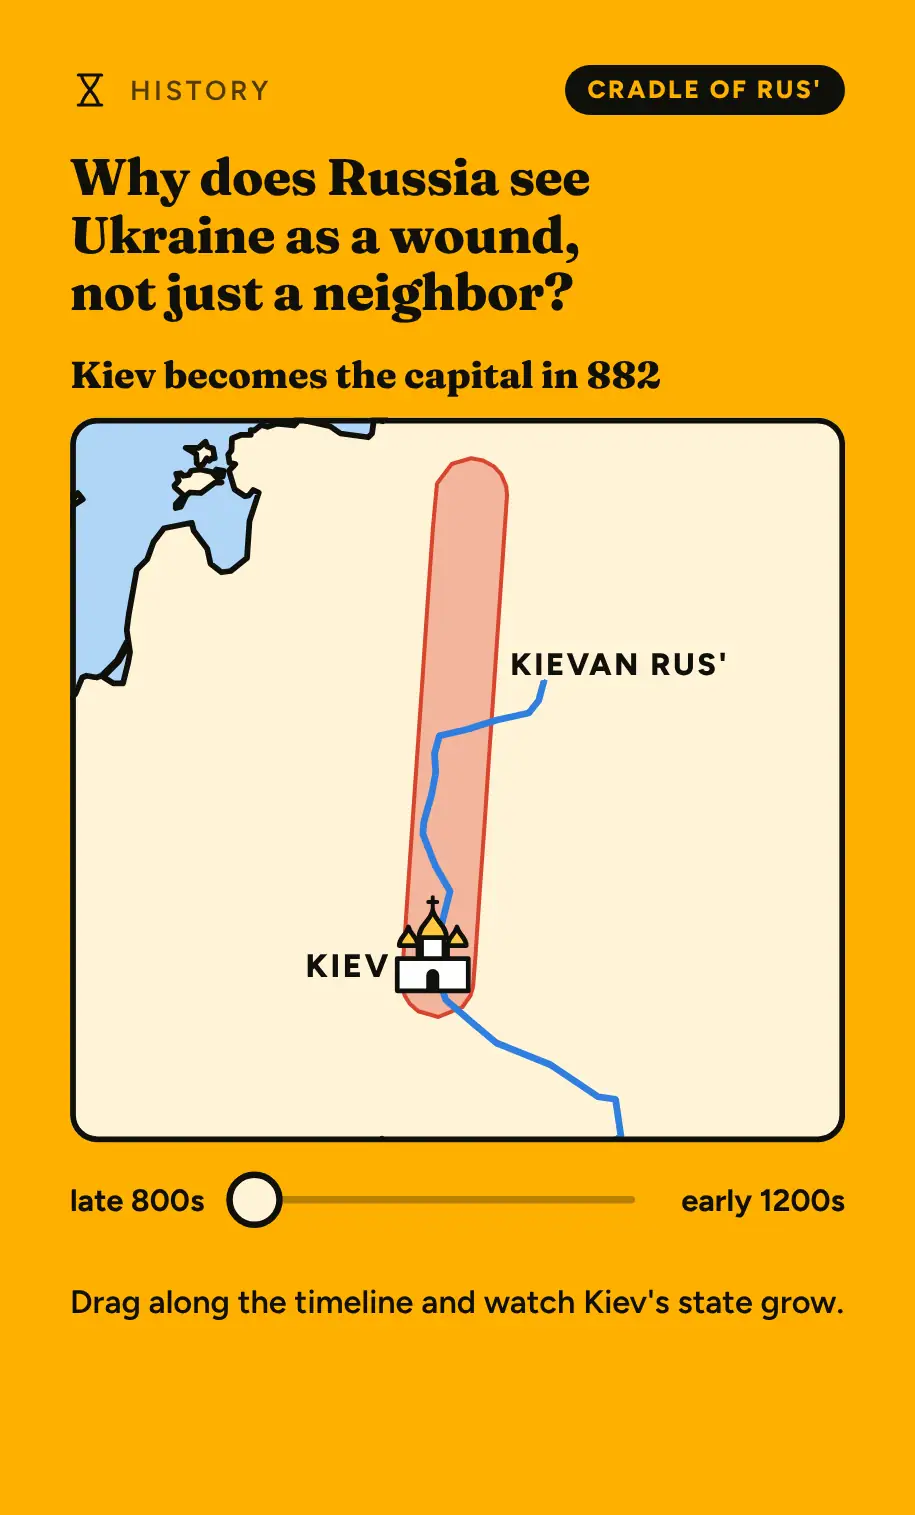 HISTORY
CRADLE OF RUS'
Why does Russia see
Ukraine as a wound,
not just a neighbor?
Kiev becomes the capital in 882
KIEVAN RUS'
KIEV
late 800s
early 1200s
Drag along the timeline and watch Kiev's state grow.